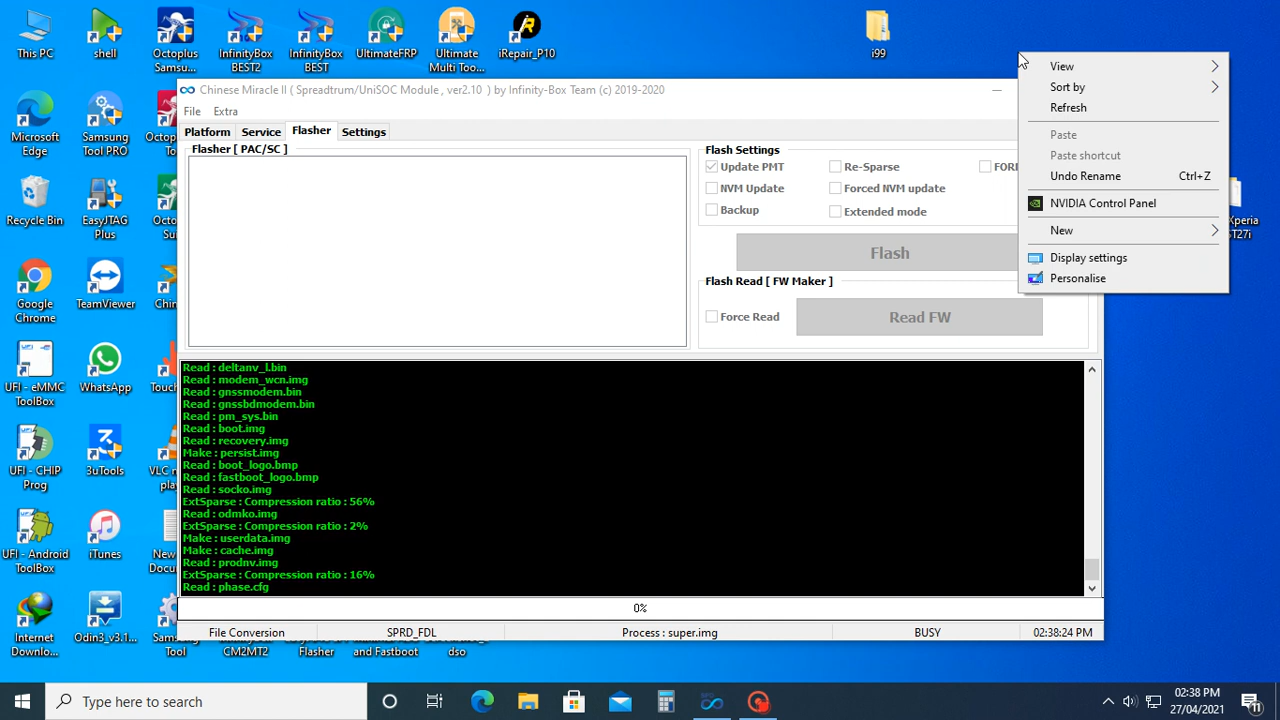 This PC
shell
Octoplus
Samsu...
InfinityBox
BEST2
InfinityBox
BEST
UltimateFRP
Ultimate
Multi Too...
iRepair_P10
i99
Microsoft
Edge
Samsung
Tool PRO
Recycle Bin
EasyJTAG
Plus
Google
Chrome
TeamViewer
UFI - eMMC
ToolBox
WhatsApp
UFI - CHIP
Prog
3uTools
UFI - Android
ToolBox
iTunes
Internet
Downlo...
Odin3_v3.1...
Tool
InfinityBox
CM2MT2
Flasher
and Fastboot
dso
Chinese Miracle II ( Spreadtrum/UniSOC Module , ver2.10 ) by Infinity-Box Team (c) 2019-2020
File Extra
Platform Service Flasher Settings
Flasher [ PAC/SC ]
Flash Settings
Update PMT
Re-Sparse
NVM Update
Forced NVM update
Backup
Extended mode
Flash
Flash Read [ FW Maker ]
Force Read
Read FW
Read : deltanv_l.bin
Read : modem_wcn.img
Read : gnssmodem.bin
Read : gnssbdmodem.bin
Read : pm_sys.bin
Read : boot.img
Read : recovery.img
Make : persist.img
Read : boot_logo.bmp
Read : fastboot_logo.bmp
Read : socko.img
ExtSparse : Compression ratio : 56%
Read : odmko.img
ExtSparse : Compression ratio : 2%
Make : userdata.img
Make : cache.img
Read : prodnv.img
ExtSparse : Compression ratio : 16%
Read : phase.cfg
0%
File Conversion
SPRD_FDL
Process : super.img
BUSY
02:38:24 PM
View
Sort by
Refresh
Paste
Paste shortcut
Undo Rename Ctrl+Z
NVIDIA Control Panel
New
Display settings
Personalise
Type here to search
02:38 PM
27/04/2021
11